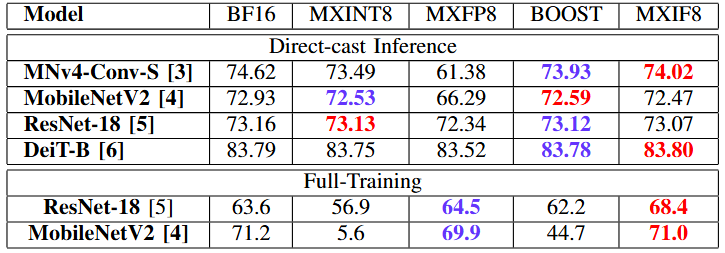 Model BF16 MXINT8 MXFP8 BOOST MXIF8
Direct-cast Inference
MNv4-Conv-S [3] 74.62 73.49 61.38 73.93 74.02
MobileNetV2 [4] 72.93 72.53 66.29 72.59 72.47
ResNet-18 [5] 73.16 73.13 72.34 73.12 73.07
DeiT-B [6] 83.79 83.75 83.52 83.78 83.80
Full-Training
ResNet-18 [5] 63.6 56.9 64.5 62.2 68.4
MobileNetV2 [4] 71.2 5.6 69.9 44.7 71.0